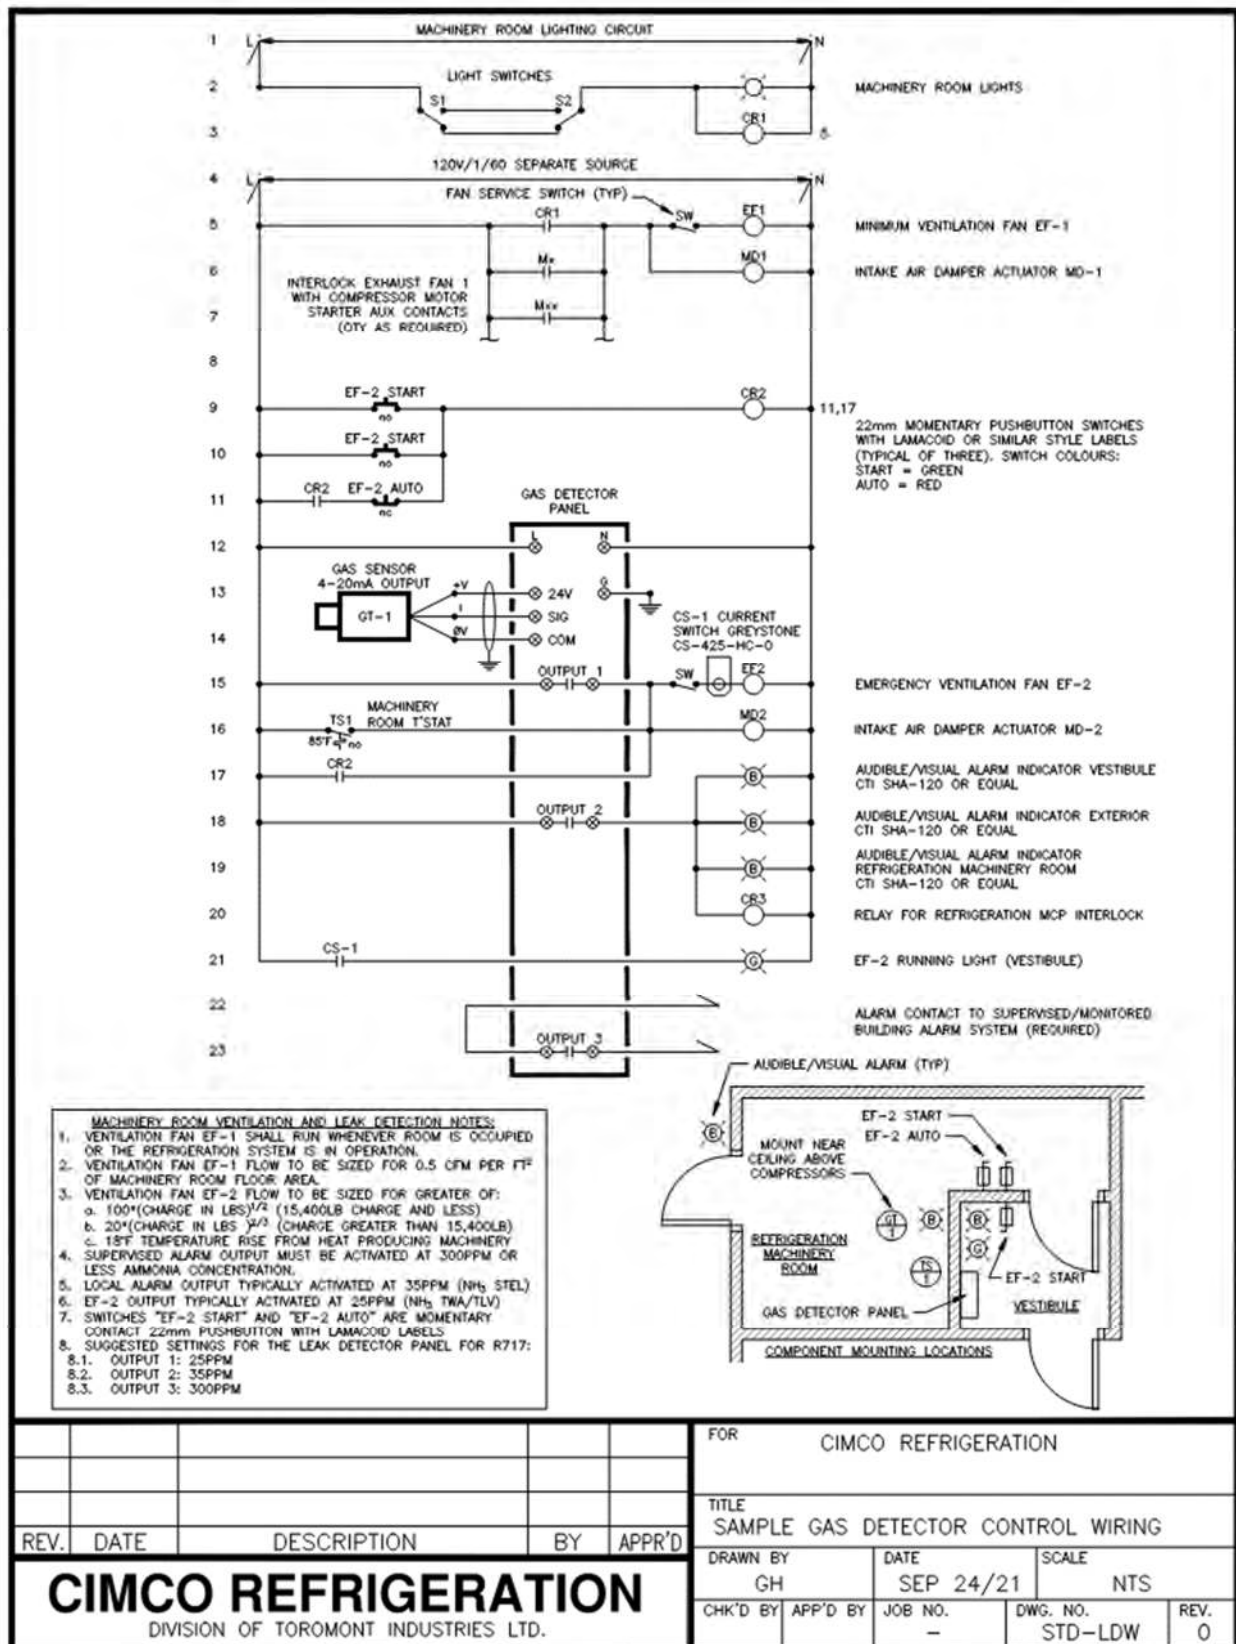 MACHINERY ROOM LIGHTING CIRCUIT
1 L N
LIGHT SWITCHES
2 MACHINERY ROOM LIGHTS
S1 S2 CR1
3
120V/1/60 SEPARATE SOURCE
4 L N
FAN SERVICE SWITCH (TYP)
CR1 SW EF1
5 MINIMUM VENTILATION FAN EF-1
Mx MD1
6 INTAKE AIR DAMPER ACTUATOR MD-1
INTERLOCK EXHAUST FAN 1
WITH COMPRESSOR MOTOR
STARTER AUX CONTACTS
(QTY AS REQUIRED)
Mxx
7
8
EF-2 START CR2
9 no 11,17
22mm MOMENTARY PUSHBUTTON SWITCHES
WITH LAMACOID OR SIMILAR STYLE LABELS
(TYPICAL OF THREE). SWITCH COLOURS:
START = GREEN
AUTO = RED
EF-2 START
10 no
CR2 EF-2 AUTO
11 nc
GAS DETECTOR
PANEL
12 L N
GAS SENSOR
4-20mA OUTPUT
13 +V 24V G
GT-1 I SIG
14 0V COM
CS-1 CURRENT
SWITCH GREYSTONE
CS-425-HC-0
OUTPUT 1 SW EF2
15 EMERGENCY VENTILATION FAN EF-2
MACHINERY
ROOM T'STAT
TS1 MD2
16 85°F no INTAKE AIR DAMPER ACTUATOR MD-2
CR2
17 B AUDIBLE/VISUAL ALARM INDICATOR VESTIBULE
CTI SHA-120 OR EQUAL
OUTPUT 2
18 B AUDIBLE/VISUAL ALARM INDICATOR EXTERIOR
CTI SHA-120 OR EQUAL
19 B AUDIBLE/VISUAL ALARM INDICATOR
REFRIGERATION MACHINERY ROOM
CTI SHA-120 OR EQUAL
CR3
20 RELAY FOR REFRIGERATION MCP INTERLOCK
CS-1
21 G EF-2 RUNNING LIGHT (VESTIBULE)
22 ALARM CONTACT TO SUPERVISED/MONITORED
BUILDING ALARM SYSTEM (REQUIRED)
OUTPUT 3
23
MACHINERY ROOM VENTILATION AND LEAK DETECTION NOTES:
1. VENTILATION FAN EF-1 SHALL RUN WHENEVER ROOM IS OCCUPIED
OR THE REFRIGERATION SYSTEM IS IN OPERATION.
2. VENTILATION FAN EF-1 FLOW TO BE SIZED FOR 0.5 CFM PER FT²
OF MACHINERY ROOM FLOOR AREA.
3. VENTILATION FAN EF-2 FLOW TO BE SIZED FOR GREATER OF:
a. 100*(CHARGE IN LBS)1/2 (15,400LB CHARGE AND LESS)
b. 20*(CHARGE IN LBS )2/3 (CHARGE GREATER THAN 15,400LB)
c. 18°F TEMPERATURE RISE FROM HEAT PRODUCING MACHINERY
4. SUPERVISED ALARM OUTPUT MUST BE ACTIVATED AT 300PPM OR
LESS AMMONIA CONCENTRATION.
5. LOCAL ALARM OUTPUT TYPICALLY ACTIVATED AT 35PPM (NH₃ STEL)
6. EF-2 OUTPUT TYPICALLY ACTIVATED AT 25PPM (NH₃ TWA/TLV)
7. SWITCHES "EF-2 START" AND "EF-2 AUTO" ARE MOMENTARY
CONTACT 22mm PUSHBUTTON WITH LAMACOID LABELS
8. SUGGESTED SETTINGS FOR THE LEAK DETECTOR PANEL FOR R717:
8.1. OUTPUT 1: 25PPM
8.2. OUTPUT 2: 35PPM
8.3. OUTPUT 3: 300PPM
AUDIBLE/VISUAL ALARM (TYP)
B
EF-2 START
EF-2 AUTO
MOUNT NEAR
CEILING ABOVE
COMPRESSORS
GT 1 B B
REFRIGERATION
MACHINERY
ROOM
G
TS 1
EF-2 START
GAS DETECTOR PANEL
VESTIBULE
COMPONENT MOUNTING LOCATIONS
REV. DATE DESCRIPTION BY APPR'D
CIMCO REFRIGERATION
DIVISION OF TOROMONT INDUSTRIES LTD.
FOR CIMCO REFRIGERATION
TITLE
SAMPLE GAS DETECTOR CONTROL WIRING
DRAWN BY DATE SCALE
GH SEP 24/21 NTS
CHK'D BY APP'D BY JOB NO. DWG. NO. REV.
– STD-LDW 0